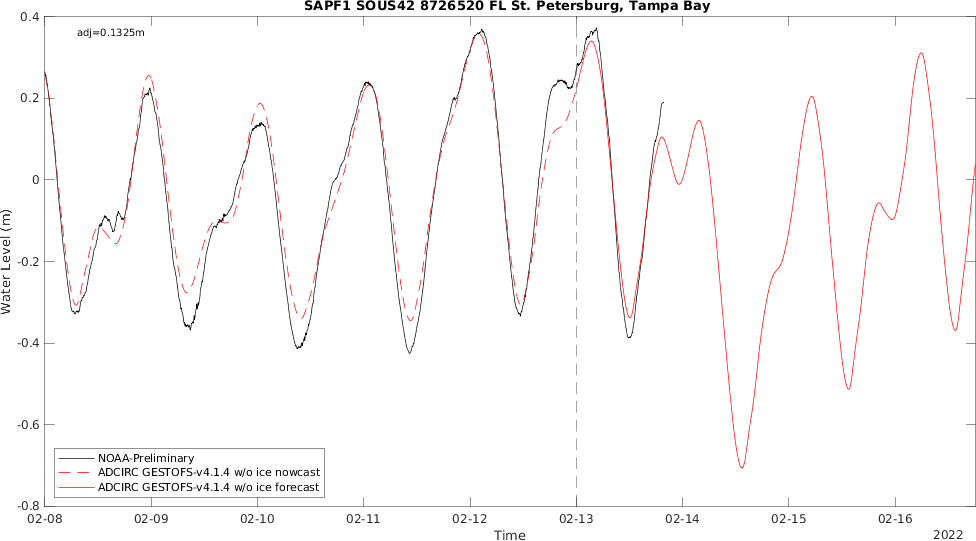 SAPF1 SOUS42 8726520 FL St. Petersburg, Tampa Bay
adj=0.1325m
0.4
0.2
0
-0.2
-0.4
-0.6
-0.8
Water Level (m)
NOAA-Preliminary
ADCIRC GESTOFS-v4.1.4 w/o ice nowcast
ADCIRC GESTOFS-v4.1.4 w/o ice forecast
02-08 02-09 02-10 02-11 02-12 02-13 02-14 02-15 02-16
Time
2022